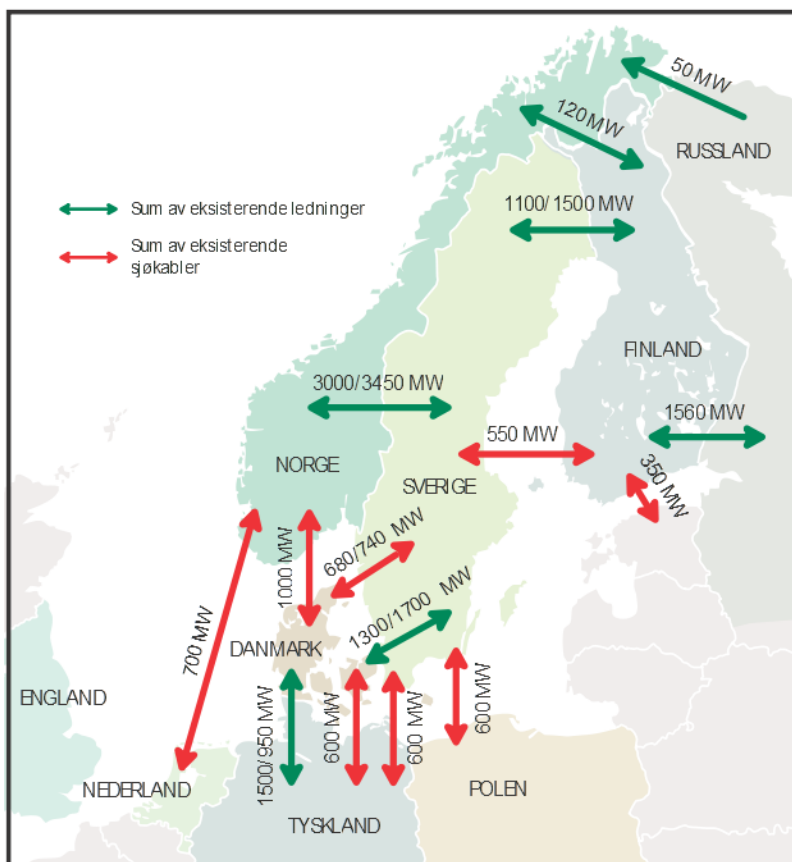 50 MW
120 MW
RUSSLAND
1100/1500 MW
Sum av eksisterende ledninger
Sum av eksisterende
sjøkabler
FINLAND
3000/3450 MW
1560 MW
550 MW
NORGE
SVERIGE
350 MW
680/740 MW
1000 MW
1300/1700 MW
700 MW
DANMARK
ENGLAND
600 MW
1500/950 MW
600 MW
600 MW
NEDERLAND
POLEN
TYSKLAND